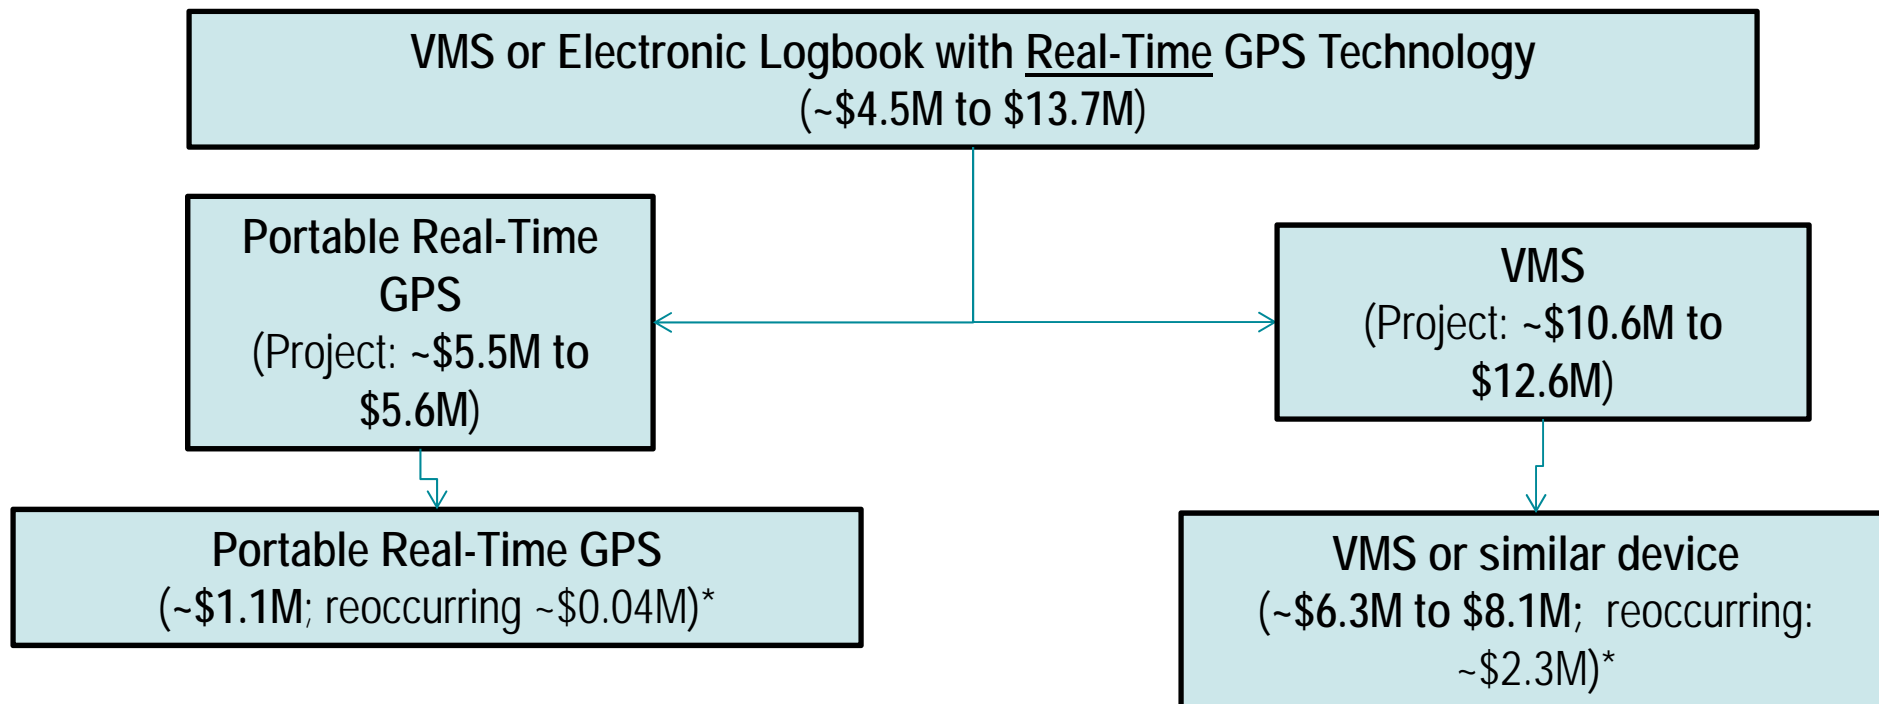 VMS or Electronic Logbook with Real-Time GPS Technology
(~$4.5M to $13.7M)
Portable Real-Time
GPS
(Project: ~$5.5M to
$5.6M)
VMS
(Project: ~$10.6M to
$12.6M)
Portable Real-Time GPS
(~$1.1M; reoccurring ~$0.04M)*
VMS or similar device
(~$6.3M to $8.1M; reoccurring:
~$2.3M)*